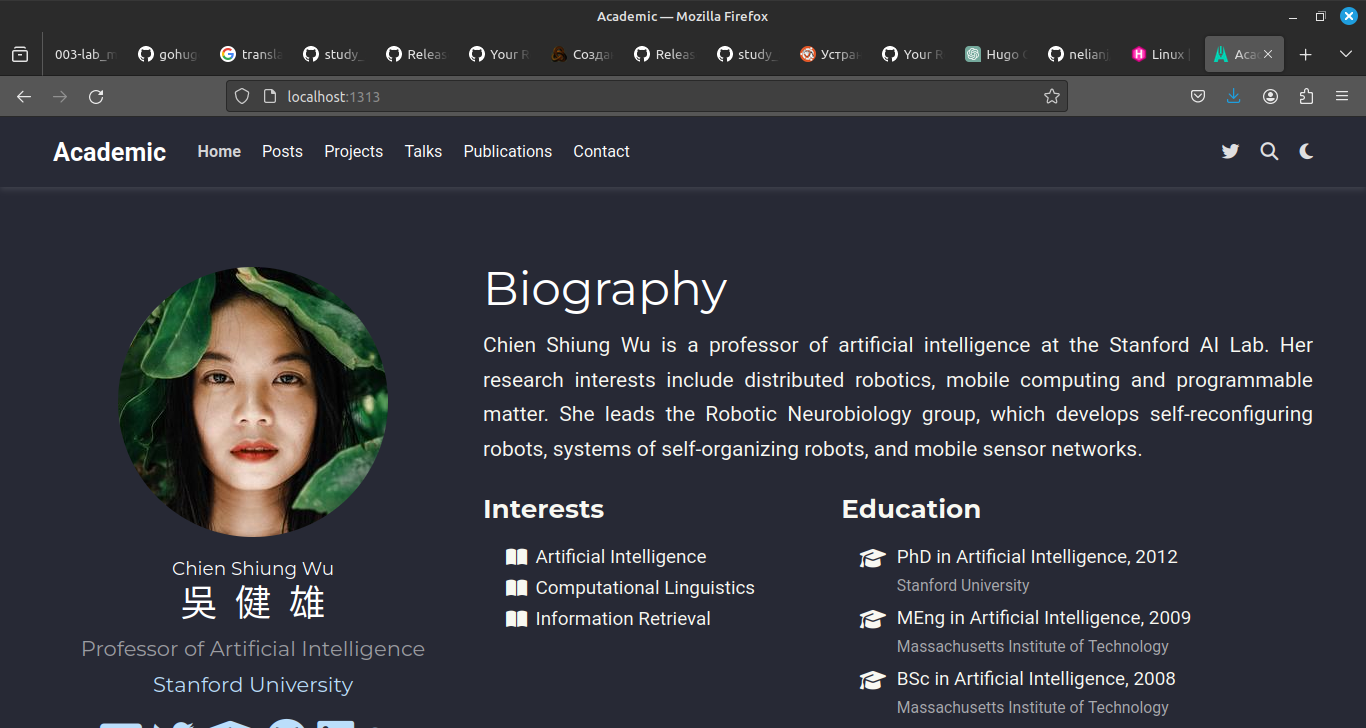 Academic — Mozilla Firefox
003-lab_m
gohug
transla
study_
Releas
Your R
Созда
Releas
study_
Устран
Your R
Hugo
nelianj
Linux
Aca
localhost:1313
Academic
Home
Posts
Projects
Talks
Publications
Contact
Biography
Chien Shiung Wu is a professor of artificial intelligence at the Stanford AI Lab. Her
research interests include distributed robotics, mobile computing and programmable
matter. She leads the Robotic Neurobiology group, which develops self-reconfiguring
robots, systems of self-organizing robots, and mobile sensor networks.
Chien Shiung Wu
吳健雄
Professor of Artificial Intelligence
Stanford University
Interests
Artificial Intelligence
Computational Linguistics
Information Retrieval
Education
PhD in Artificial Intelligence, 2012
Stanford University
MEng in Artificial Intelligence, 2009
Massachusetts Institute of Technology
BSc in Artificial Intelligence, 2008
Massachusetts Institute of Technology